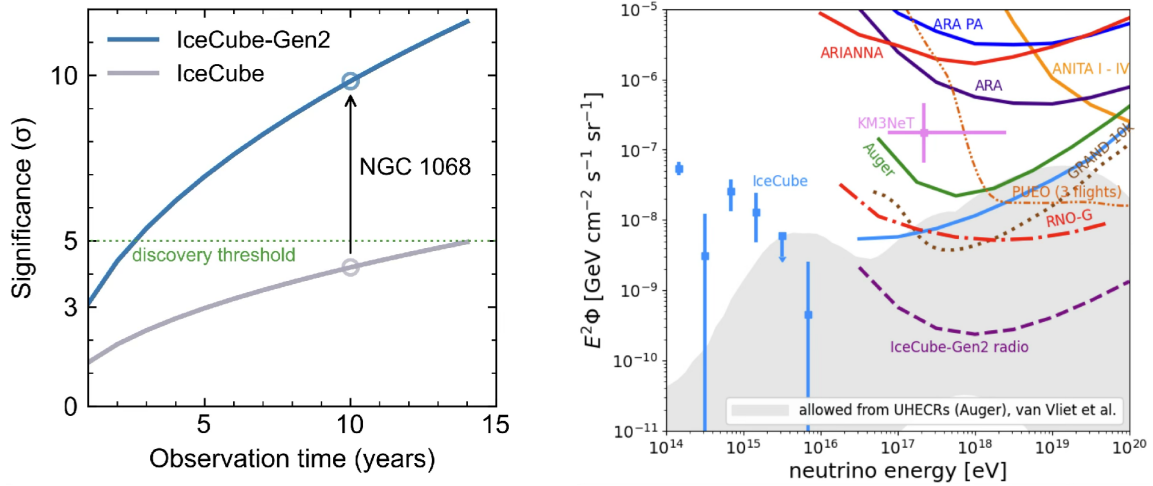 IceCube-Gen2
IceCube
NGC 1068
discovery threshold
Significance (σ)
10
5
3
0
5
10
15
Observation time (years)
ARA PA
ARIANNA
ANITA I - IV
ARA
KM3NeT
Auger
GRAND 10k
IceCube
PUEO (3 flights)
RNO-G
IceCube-Gen2 radio
allowed from UHECRs (Auger), van Vliet et al.
E²Φ [GeV cm⁻² s⁻¹ sr⁻¹]
10⁻⁵
10⁻⁶
10⁻⁷
10⁻⁸
10⁻⁹
10⁻¹⁰
10⁻¹¹
10¹⁴ 10¹⁵ 10¹⁶ 10¹⁷ 10¹⁸ 10¹⁹ 10²⁰
neutrino energy [eV]